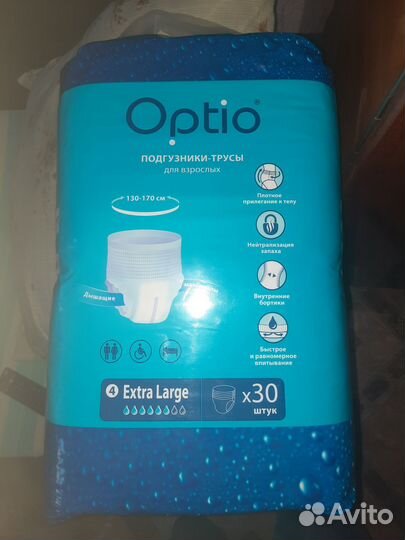 Optio®
ПОДГУЗНИКИ-ТРУСЫ
для взрослых
130-170 см
Плотное
прилегание к телу
Нейтрализация
запаха
Дышащие
Внутренние
бортики
Быстрое
и равномерное
впитывание
4 Extra Large
x30
штук
Avito